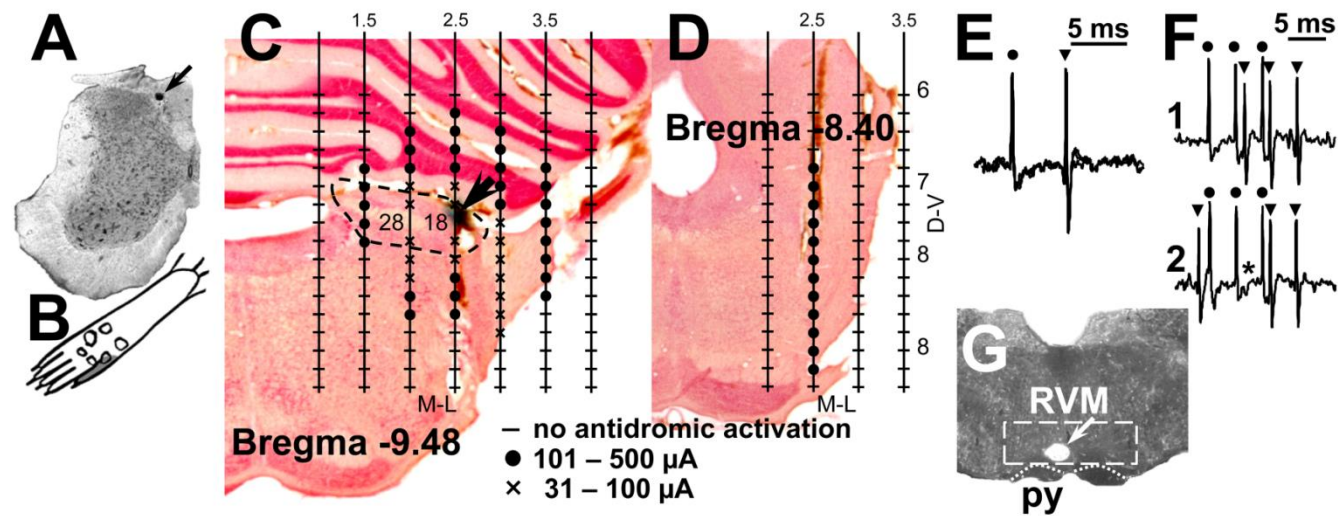 A
B
C
1.5 2.5 3.5
28 18
M-L
Bregma -9.48
D
2.5 3.5
Bregma -8.40
6
7
8
8
D-V
M-L
– no antidromic activation
● 101 – 500 µA
× 31 – 100 µA
E
5 ms
F
5 ms
1
2
*
G
RVM
py